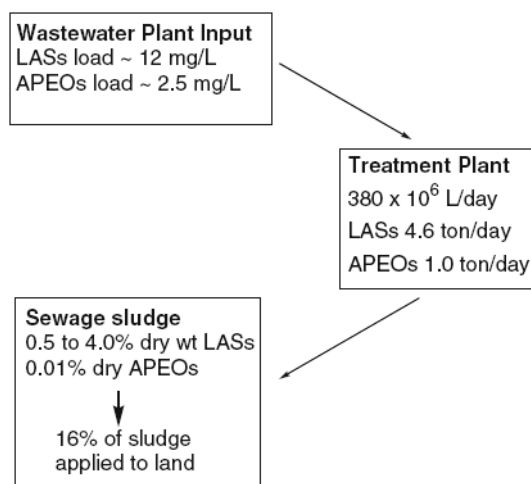 Wastewater Plant Input
LASs load ~ 12 mg/L
APEOs load ~ 2.5 mg/L
Treatment Plant
380 x 10⁶ L/day
LASs 4.6 ton/day
APEOs 1.0 ton/day
Sewage sludge
0.5 to 4.0% dry wt LASs
0.01% dry APEOs
16% of sludge
applied to land